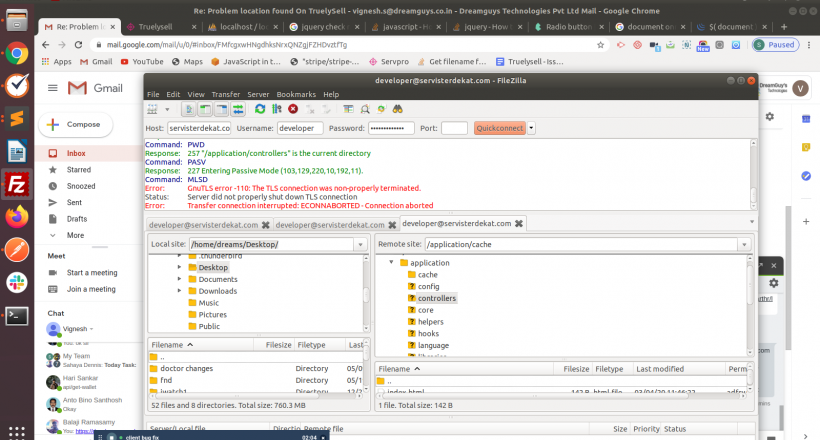 Re: Problem location found On TruelySell - vignesh.s@dreamguys.co.in - Dreamguys Technologies Pvt Ltd Mail - Google Chrome
Re: Problem lo
Truelysell
localhost / loc
jquery check r
javascript - H
jquery - How t
Radio button
document on
$( document
mail.google.com/mail/u/0/#inbox/FMfcgxwHNgdhksNrxQNZgJFZHDvztfTg
Paused
Apps
Gmail
YouTube
Maps
JavaScript in t...
"stripe/stripe-...
Servpro
Get filename f...
Truelysell - Iss...
Gmail
Compose
Inbox
Starred
Snoozed
Sent
Drafts
More
Meet
Start a meeting
Join a meeting
Chat
Vignesh
My Team
Sahaya Dennis: Today Task:
Hari Sankar
api/get-wallet
Anto Bino Santhosh
Okay
Balaji Ramasamy
developer@servisterdekat.com - FileZilla
File Edit View Transfer Server Bookmarks Help
Host: servisterdekat.co Username: developer Password: ••••••••••••• Port: Quickconnect
Command: PWD
Response: 257 "/application/controllers" is the current directory
Command: PASV
Response: 227 Entering Passive Mode (103,129,220,10,192,11).
Command: MLSD
Error: GnuTLS error -110: The TLS connection was non-properly terminated.
Status: Server did not properly shut down TLS connection
Error: Transfer connection interrupted: ECONNABORTED - Connection aborted
developer@servisterdekat.com developer@servisterdekat.com developer@servisterdekat.com
Local site: /home/dreams/Desktop/
.thunderbird
Desktop
Documents
Downloads
Music
Pictures
Public
Filename Filesize Filetype Last
..
doctor changes Directory 05/0
fnd Directory 05/1
iwatch1 Directory 12/2
52 files and 8 directories. Total size: 760.3 MB
Remote site: /application/cache
application
cache
config
controllers
core
helpers
hooks
language
libraries
Filename Filesize Filetype Last modified Perm
..
index.html 142 B html-file 03/04/20 11:46:22 adfrw
1 file. Total size: 142 B
Server/Local file Directio Remote file Size Priority Status
client bug fix 02:04
DreamGuy's
V